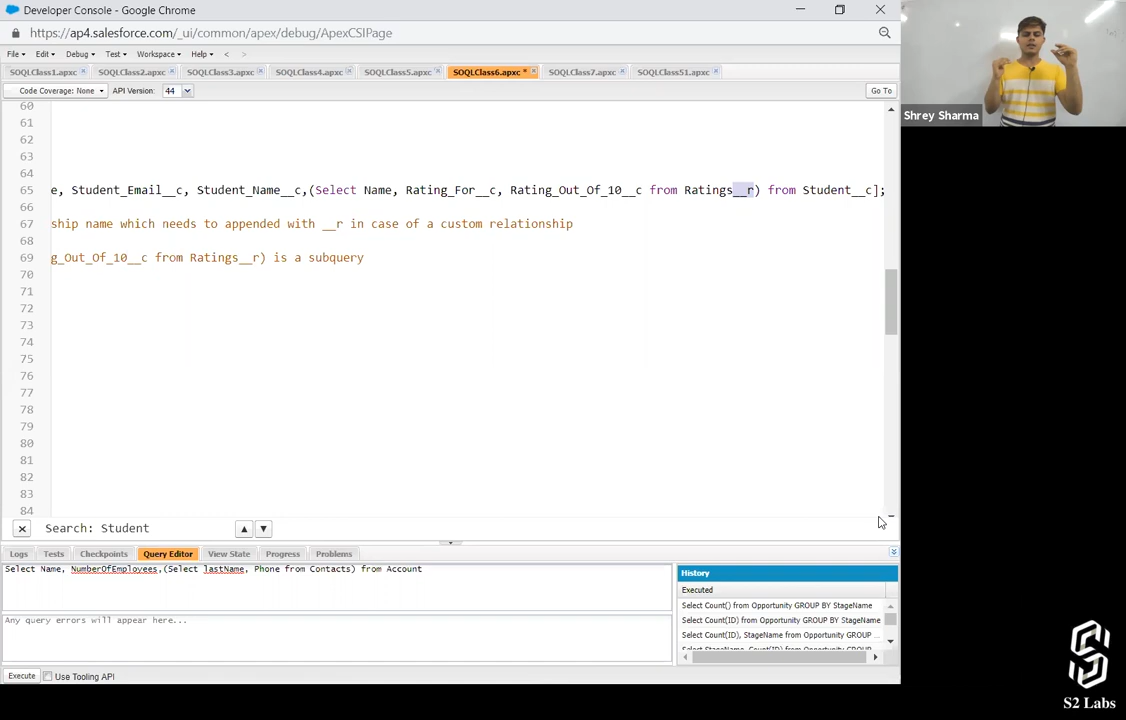 Developer Console - Google Chrome
https://ap4.salesforce.com/_ui/common/apex/debug/ApexCSIPage
File Edit Debug Test Workspace Help < >
SOQLClass1.apxc SOQLClass2.apxc SOQLClass3.apxc SOQLClass4.apxc SOQLClass5.apxc SOQLClass6.apxc * SOQLClass7.apxc SOQLClass51.apxc
Code Coverage: None API Version: 44 Go To
Shrey Sharma
60
61
62
63
64
65 e, Student_Email__c, Student_Name__c,(Select Name, Rating_For__c, Rating_Out_Of_10__c from Ratings__r) from Student__c];
66
67 ship name which needs to appended with __r in case of a custom relationship
68
69 g_Out_Of_10__c from Ratings__r) is a subquery
70
71
72
73
74
75
76
77
78
79
80
81
82
83
84
Search: Student
Logs Tests Checkpoints Query Editor View State Progress Problems
Select Name, NumberOfEmployees,(Select lastName, Phone from Contacts) from Account
Any query errors will appear here...
History
Executed
Select Count() from Opportunity GROUP BY StageName
Select Count(ID) from Opportunity GROUP BY StageName
Select Count(ID), StageName from Opportunity GROUP ...
Select StageName, Count(ID) from Opportunity GROUP
Execute Use Tooling API
S2 Labs